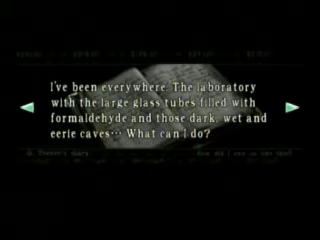 I've been everywhere. The laboratory
with the large glass tubes filled with
formaldehyde and those dark, wet and
eerie caves… What can I do?